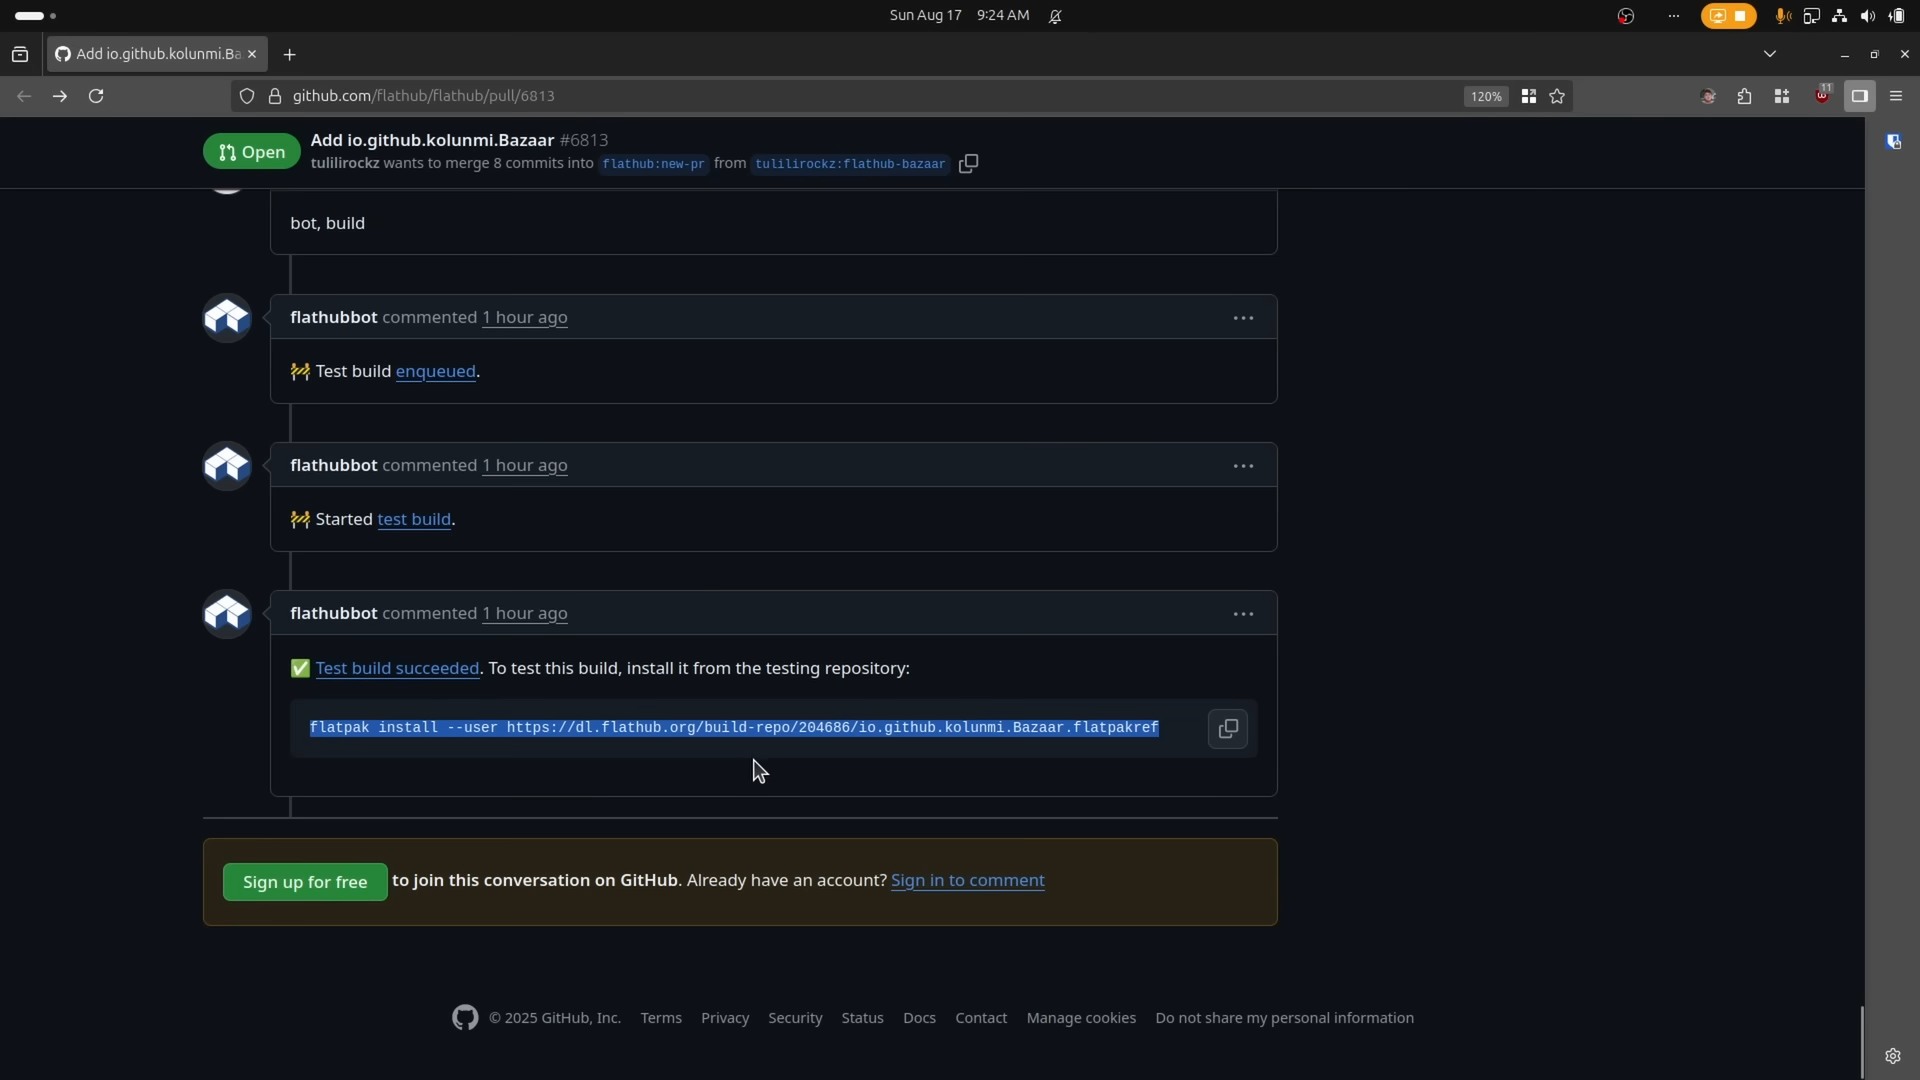 Sun Aug 17 9:24 AM
Add io.github.kolunmi.Ba
github.com/flathub/flathub/pull/6813
120%
11
Open
Add io.github.kolunmi.Bazaar #6813
tulilirockz wants to merge 8 commits into flathub:new-pr from tulilirockz:flathub-bazaar
bot, build
flathubbot commented 1 hour ago
🚧 Test build enqueued.
flathubbot commented 1 hour ago
🚧 Started test build.
flathubbot commented 1 hour ago
✅ Test build succeeded. To test this build, install it from the testing repository:
flatpak install --user https://dl.flathub.org/build-repo/204686/io.github.kolunmi.Bazaar.flatpakref
Sign up for free to join this conversation on GitHub. Already have an account? Sign in to comment
© 2025 GitHub, Inc. Terms Privacy Security Status Docs Contact Manage cookies Do not share my personal information